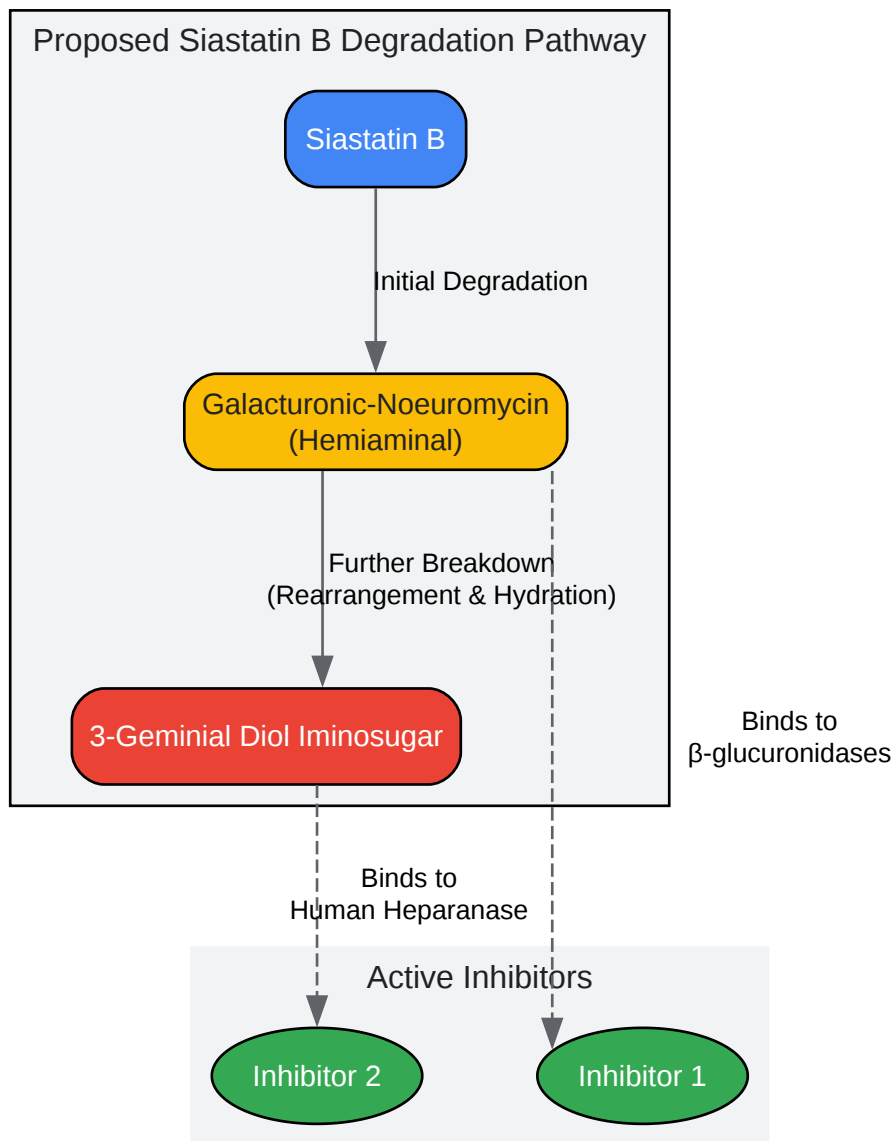 Proposed Siastatin B Degradation Pathway
Siastatin B
Initial Degradation
Galacturonic-Noeuromycin
(Hemiaminal)
Further Breakdown
(Rearrangement & Hydration)
3-Geminial Diol Iminosugar
Binds to
β-glucuronidases
Binds to
Human Heparanase
Active Inhibitors
Inhibitor 2
Inhibitor 1